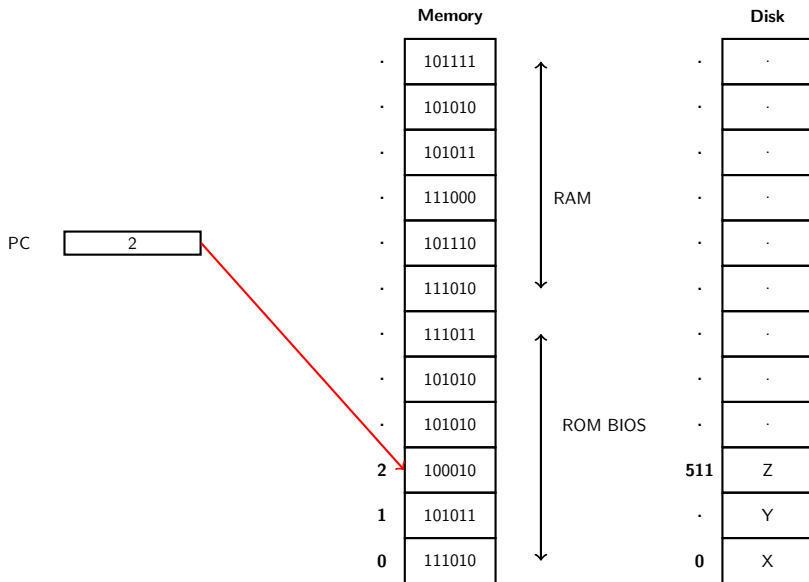 Memory Disk
. 101111 . .
. 101010 . .
. 101011 . .
. 111000 RAM . .
PC 2 . 101110 . .
. 111010 . .
. 111011 . .
. 101010 . .
. 101010 ROM BIOS . .
2 100010 511 Z
1 101011 . Y
0 111010 0 X